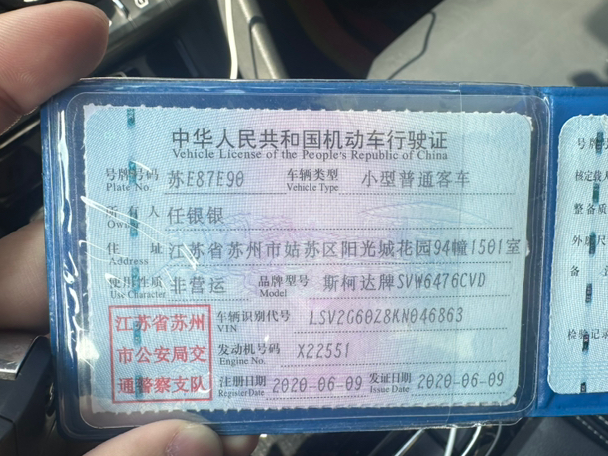 中华人民共和国机动车行驶证
Vehicle License of the People's Republic of China
号牌号码 苏E87E90 车辆类型 小型普通客车
Plate No. Vehicle Type
所有人 任银银
Owner
住址 江苏省苏州市姑苏区阳光城花园94幢1501室
Address
使用性质 非营运 品牌型号 斯柯达牌SVW6476CVD
Use Character Model
江苏省苏州
市公安局交
通警察支队
车辆识别代号 LSV2G60Z8KN046863
VIN
发动机号码 X22551
Engine No.
注册日期 2020-06-09 发证日期 2020-06-09
Register Date Issue Date
号牌
核定载人
整备质
外廓尺
备
检验记